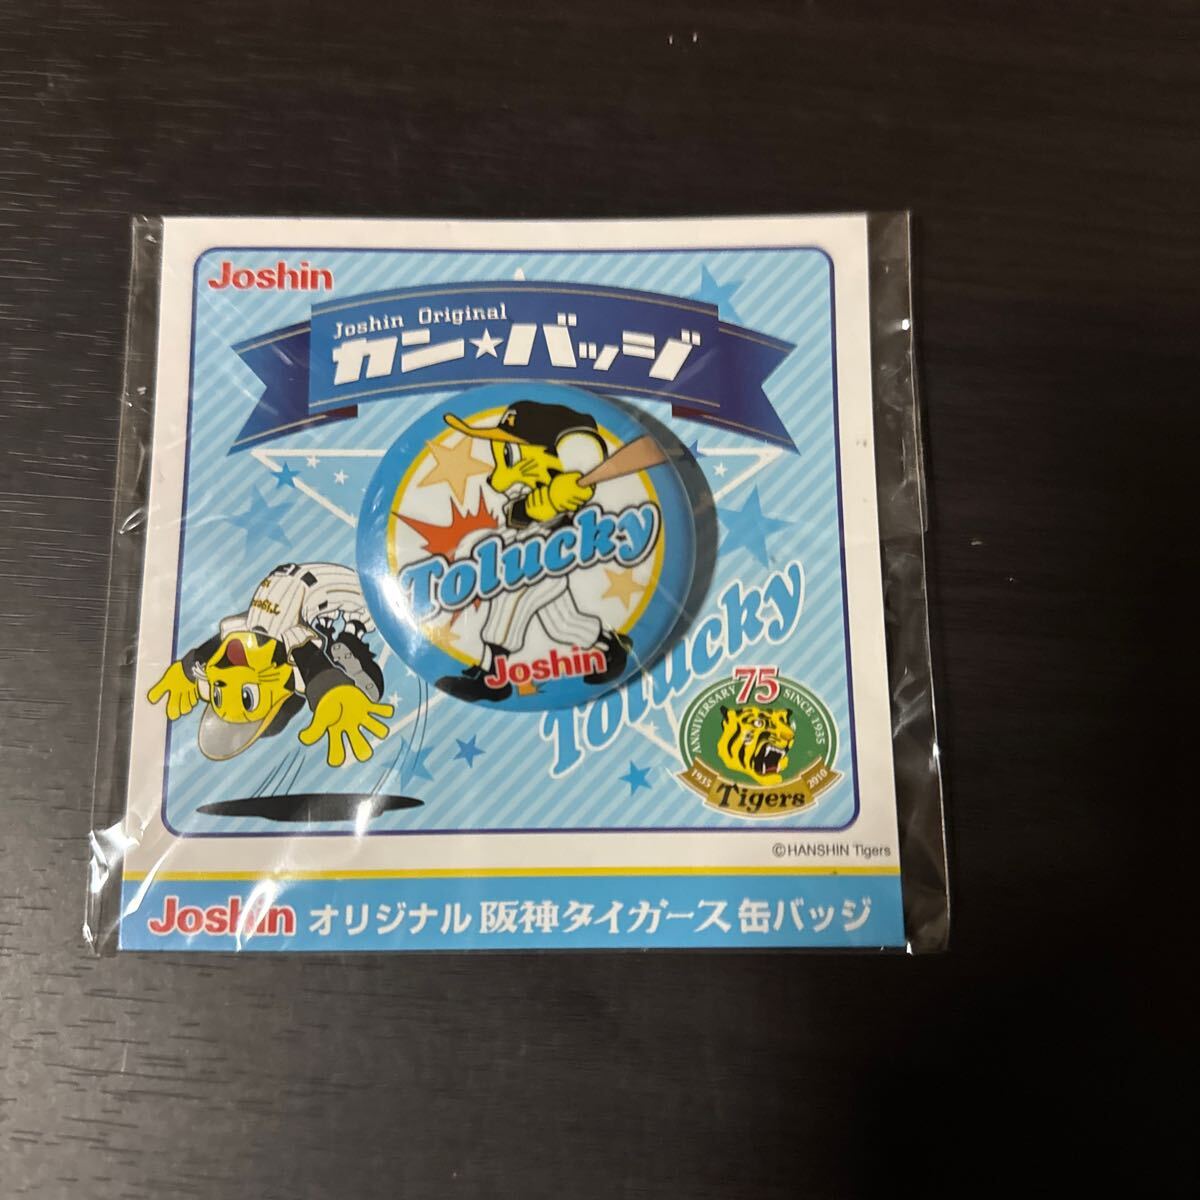 Joshin
Joshin Original
カン★バッジ
Tolucky
Joshin
Tolucky
75
ANNIVERSARY SINCE 1935
1935 2010
Tigers
©HANSHIN Tigers
Joshin オリジナル 阪神タイガース 缶バッジ